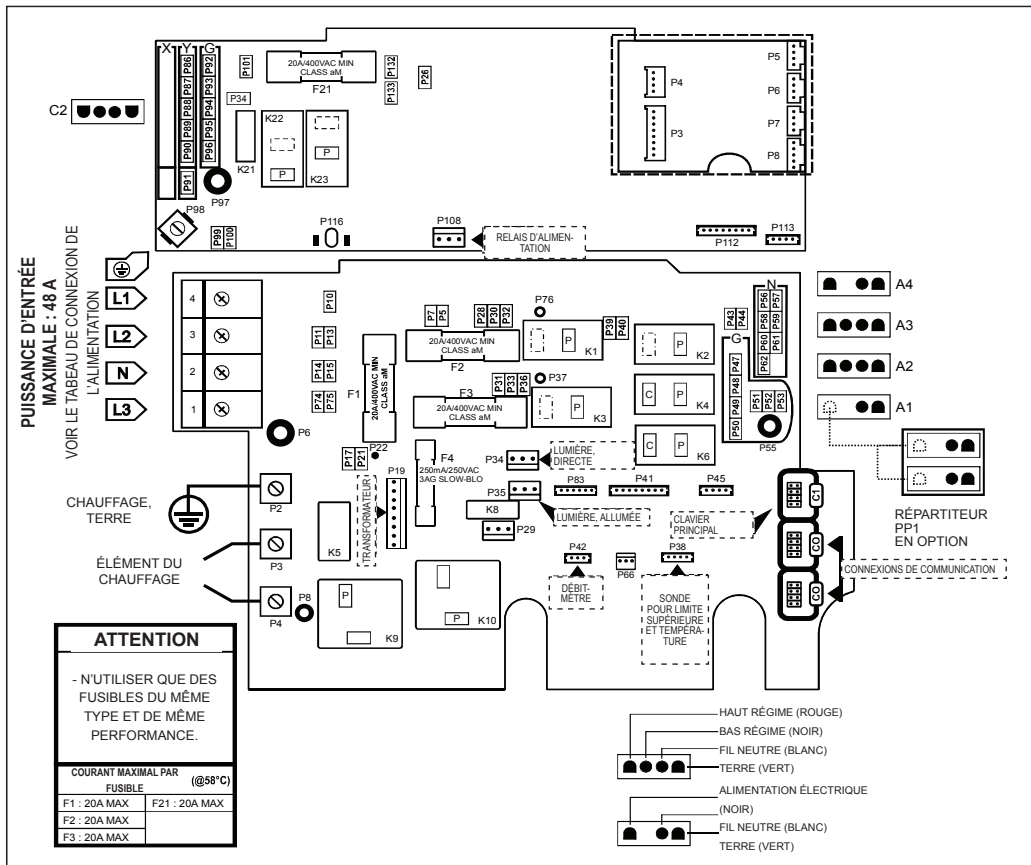 X
Y
G
P86
P87
P88
P89
P90
P91
P92
P93
P94
P95
P96
P101
P34
20A/400VAC MIN
CLASS aM
F21
P132
P133
P26
P4
P3
P5
P6
P7
P8
C2
K22
P
K21
P
K23
P97
P98
P99
P100
P116
P108
RELAIS D'ALIMEN-
TATION
P112
P113
PUISSANCE D'ENTRÉE
MAXIMALE : 48 A
VOIR LE TABEAU DE CONNEXION DE
L'ALIMENTATION
L1
L2
N
L3
4
3
2
1
P10
P11
P13
P14
P15
P74
P75
P6
F1
20A/400VAC MIN
CLASS aM
P7
P5
P28
P30
P32
20A/400VAC MIN
CLASS aM
F2
P31
P33
P36
F3
20A/400VAC MIN
CLASS aM
P76
P
K1
P39
P40
P
K2
P37
P
K3
C
P
K4
C
P
K6
P43
P44
G
P47
P48
P49
P50
N
P56
P57
P58
P59
P60
P61
P62
P51
P52
P53
P55
A4
A3
A2
A1
P17
P21
P22
P19
TRANSFORMATEUR
F4
250mA/250VAC
3AG SLOW-BLO
P34
LUMIÈRE,
DIRECTE
P35
K8
P29
LUMIÈRE, ALLUMÉE
P83
P41
P45
CLAVIER
PRINCIPAL
C1
CO
CO
CONNEXIONS DE COMMUNICATION
RÉPARTITEUR
PP1
EN OPTION
CHAUFFAGE,
TERRE
P2
ÉLÉMENT DU
CHAUFFAGE
P3
P4
P8
K5
P
K9
P
K10
P42
DÉBIT-
MÈTRE
P66
P38
SONDE
POUR LIMITE
SUPÉRIEURE
ET TEMPÉRA-
TURE
ATTENTION
- N'UTILISER QUE DES
FUSIBLES DU MÊME
TYPE ET DE MÊME
PERFORMANCE.
COURANT MAXIMAL PAR
FUSIBLE (@58°C)
F1 : 20A MAX F21 : 20A MAX
F2 : 20A MAX
F3 : 20A MAX
HAUT RÉGIME (ROUGE)
BAS RÉGIME (NOIR)
FIL NEUTRE (BLANC)
TERRE (VERT)
ALIMENTATION ÉLECTRIQUE
(NOIR)
FIL NEUTRE (BLANC)
TERRE (VERT)